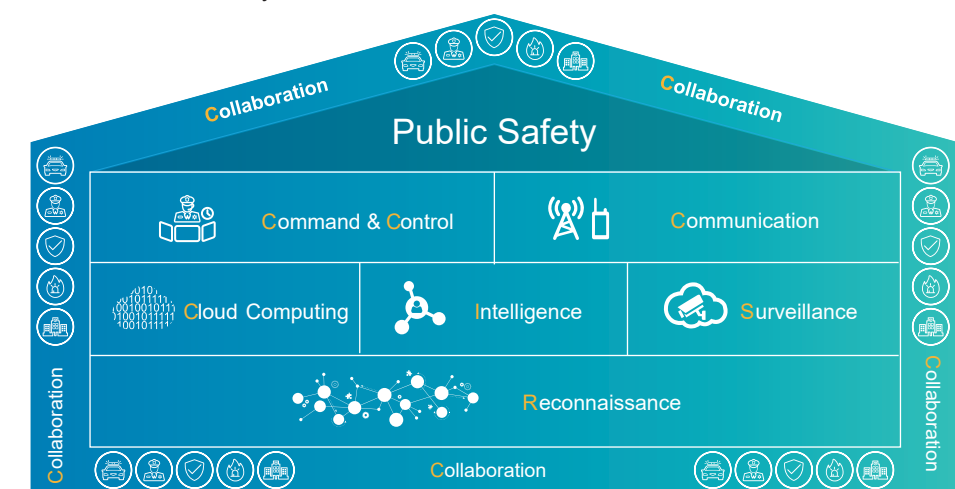 Collaboration
Collaboration
Public Safety
Command & Control
Communication
Cloud Computing
Intelligence
Surveillance
Reconnaissance
Collaboration
Collaboration
Collaboration